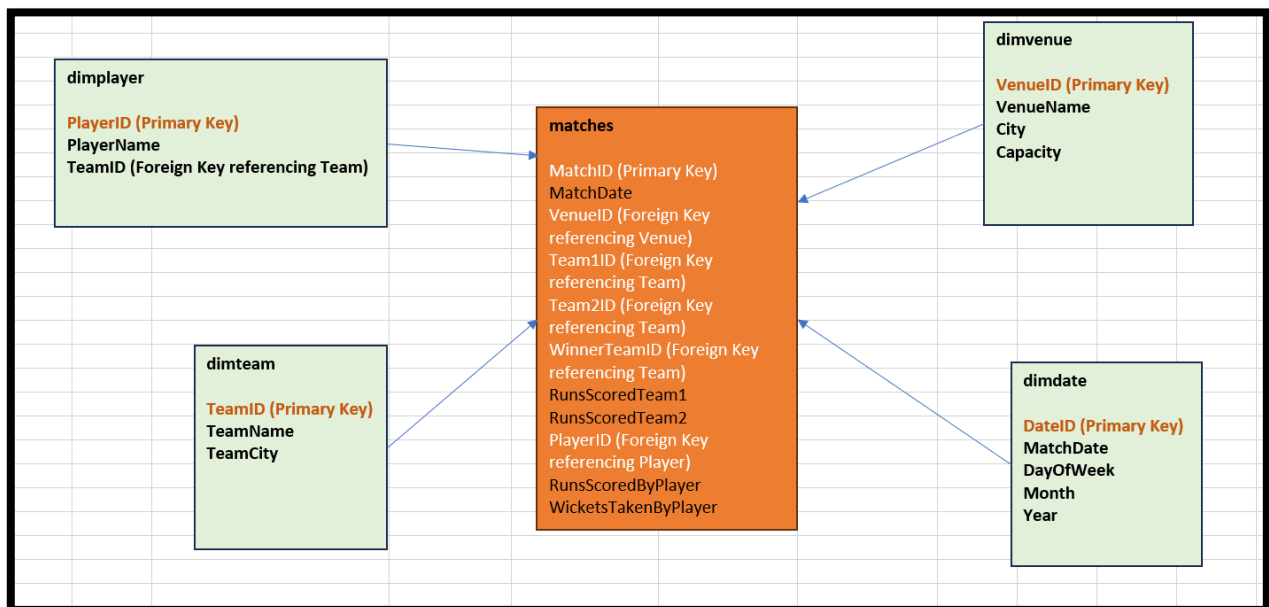 dimplayer
PlayerID (Primary Key)
PlayerName
TeamID (Foreign Key referencing Team)
dimteam
TeamID (Primary Key)
TeamName
TeamCity
matches
MatchID (Primary Key)
MatchDate
VenueID (Foreign Key
referencing Venue)
Team1ID (Foreign Key
referencing Team)
Team2ID (Foreign Key
referencing Team)
WinnerTeamID (Foreign Key
referencing Team)
RunsScoredTeam1
RunsScoredTeam2
PlayerID (Foreign Key
referencing Player)
RunsScoredByPlayer
WicketsTakenByPlayer
dimvenue
VenueID (Primary Key)
VenueName
City
Capacity
dimdate
DateID (Primary Key)
MatchDate
DayOfWeek
Month
Year